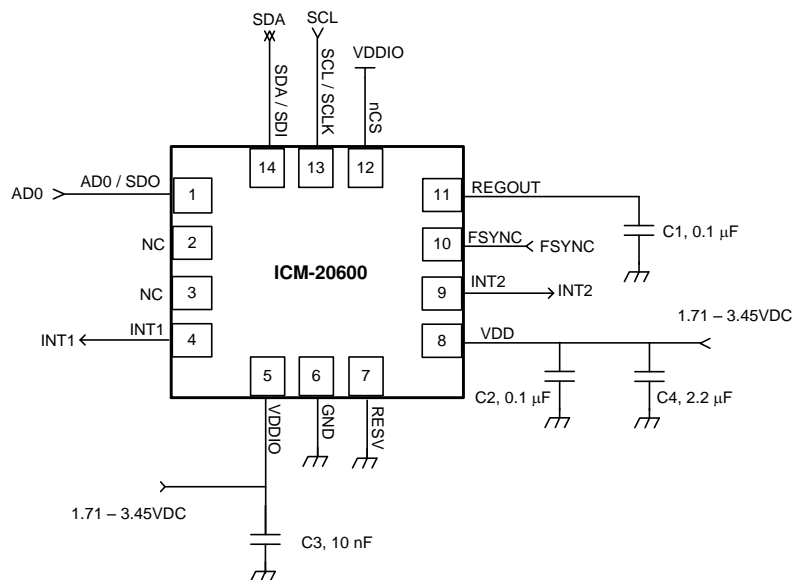 SDA
SCL
VDDIO
SDA / SDI
SCL / SCLK
nCS
14
13
12
AD0
AD0 / SDO
1
11
REGOUT
C1, 0.1 µF
NC
2
10
FSYNC
FSYNC
ICM-20600
NC
3
9
INT2
INT2
INT1
INT1
4
8
VDD
1.71 – 3.45VDC
5
6
7
C2, 0.1 µF
C4, 2.2 µF
VDDIO
GND
RESV
1.71 – 3.45VDC
C3, 10 nF